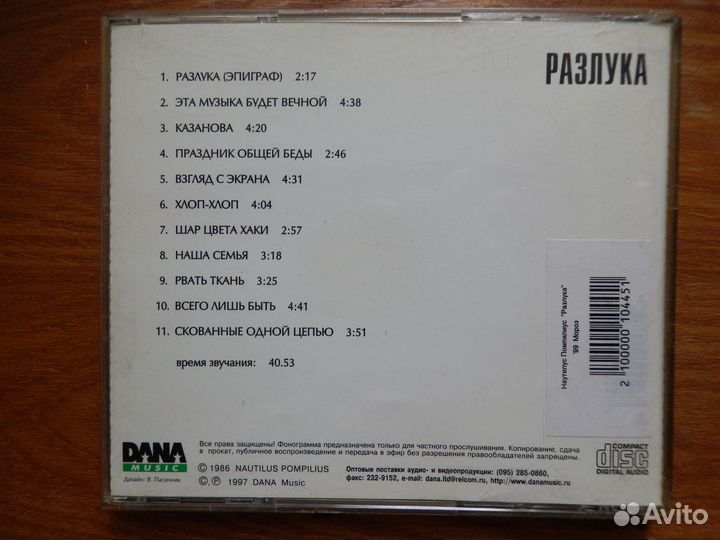 РАЗЛУКА
1. РАЗЛУКА (ЭПИГРАФ) 2:17
2. ЭТА МУЗЫКА БУДЕТ ВЕЧНОЙ 4:38
3. КАЗАНОВА 4:20
4. ПРАЗДНИК ОБЩЕЙ БЕДЫ 2:46
5. ВЗГЛЯД С ЭКРАНА 4:31
6. ХЛОП-ХЛОП 4:04
7. ШАР ЦВЕТА ХАКИ 2:57
8. НАША СЕМЬЯ 3:18
9. РВАТЬ ТКАНЬ 3:25
10. ВСЕГО ЛИШЬ БЫТЬ 4:41
11. СКОВАННЫЕ ОДНОЙ ЦЕПЬЮ 3:51
время звучания: 40.53
Наутилус Помпилиус "Разлука"
'99 Мороз
2 100000 104451
DANA
MUSIC
Дизайн: В. Пасичник
Все права защищены! Фонограмма предназначена только для частного прослушивания. Копирование, сдача
в прокат, публичное воспроизведение и передача в эфир без разрешения правообладателей запрещены.
© 1986 NAUTILUS POMPILIUS
©,℗ 1997 DANA Music
Оптовые поставки аудио- и видеопродукции: (095) 285-0860,
факс: 232-9152, e-mail: dana.ltd@relcom.ru, http://www.danamusic.ru
COMPACT
disc
DIGITAL AUDIO
Avito